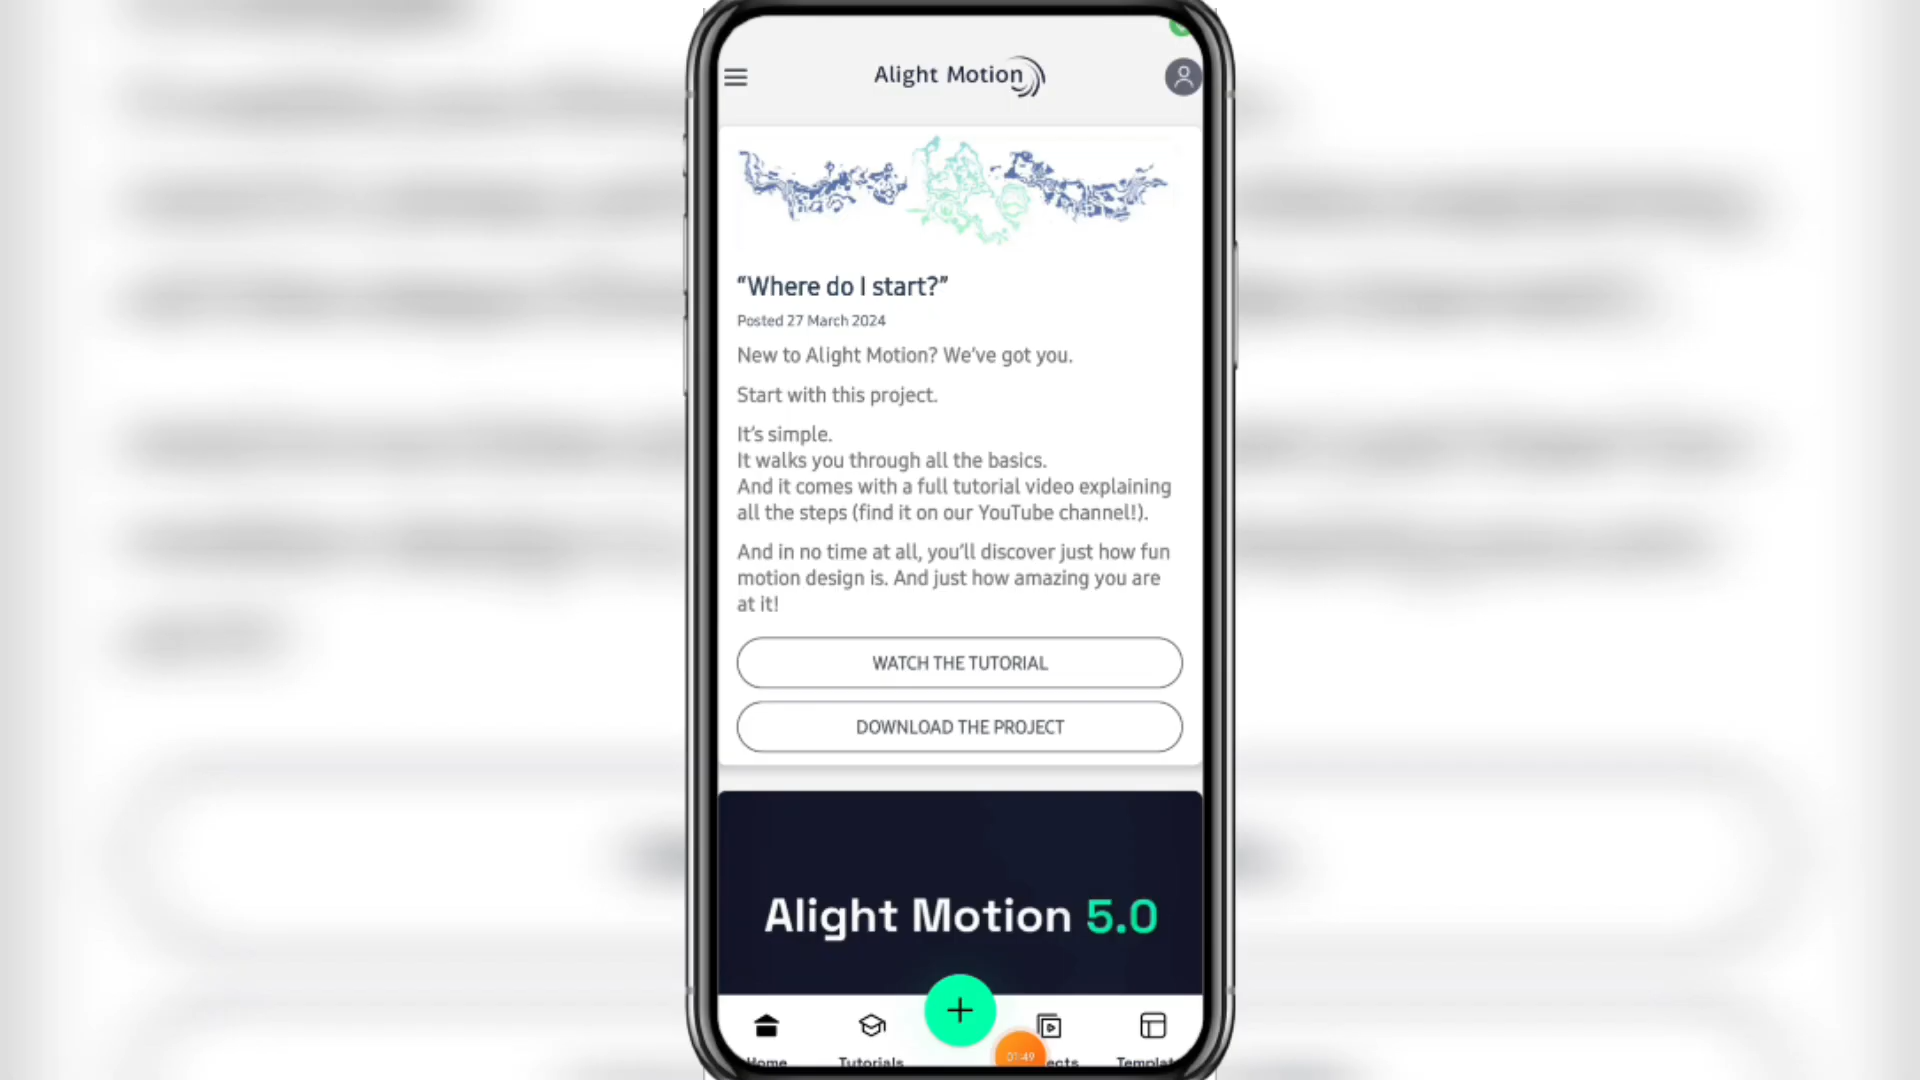 Alight Motion
“Where do I start?”
Posted 27 March 2024
New to Alight Motion? We’ve got you.
Start with this project.
It’s simple.
It walks you through all the basics.
And it comes with a full tutorial video explaining
all the steps (find it on our YouTube channel!).
And in no time at all, you’ll discover just how fun
motion design is. And just how amazing you are
at it!
WATCH THE TUTORIAL
DOWNLOAD THE PROJECT
Alight Motion 5.0
Tutorials
01:49